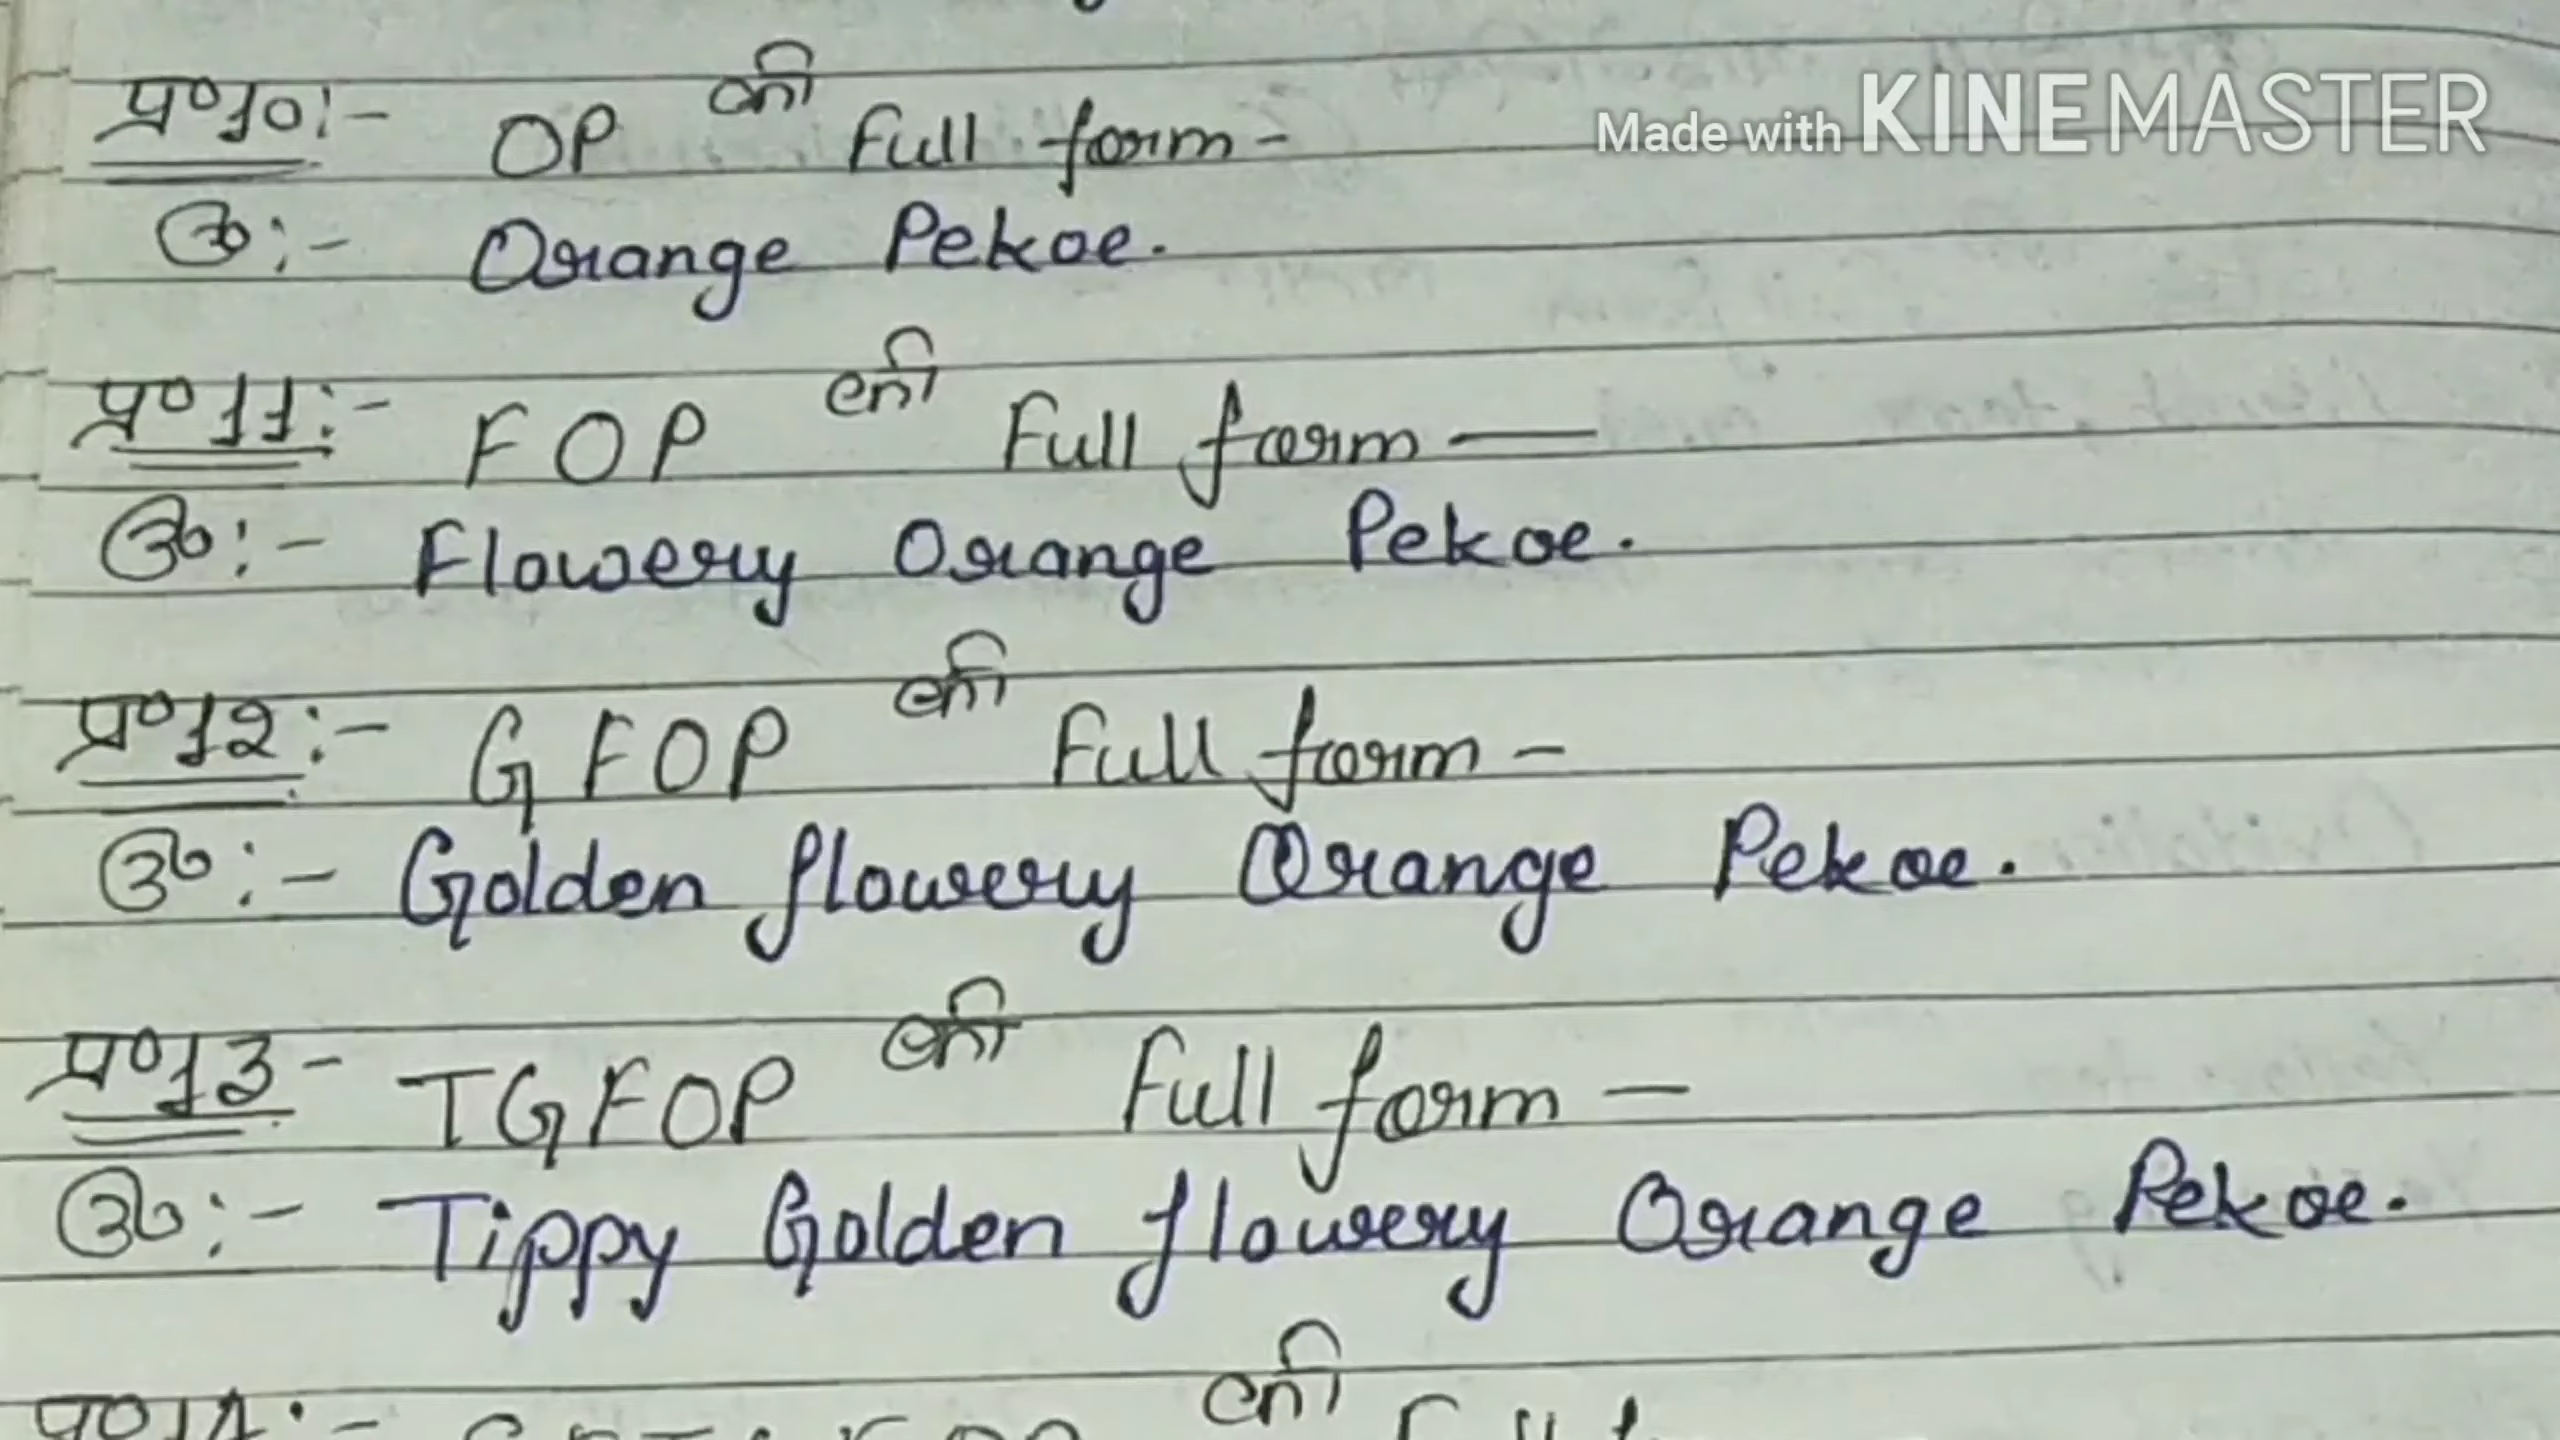 प्र०10:- OP की Full form-
Made with KINEMASTER
उ०:- Orange Pekoe.
प्र०11:- FOP की Full form —
उ०:- Flowery Orange Pekoe.
प्र०12:- GFOP की Full form -
उ०:- Golden flowery Orange Pekoe.
प्र०13- TGFOP की Full form —
उ०:- Tippy Golden flowery Orange Pekoe.
प्र०14:- की